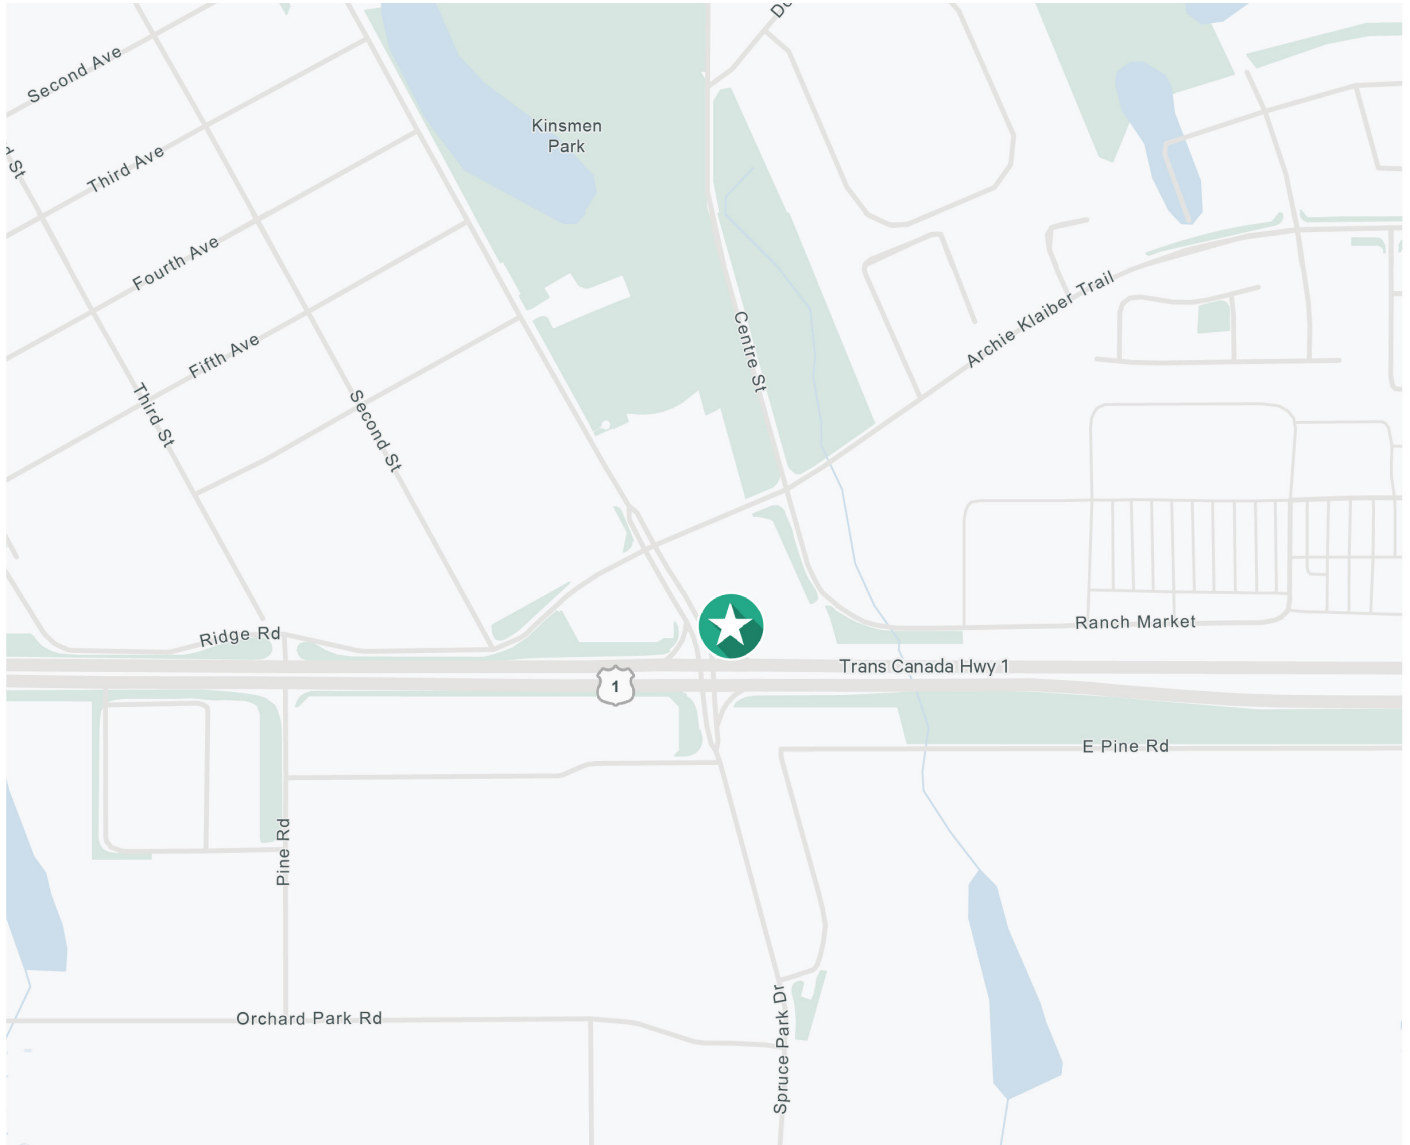 Second Ave
Kinsmen
Park
Third Ave
St
Fourth Ave
Centre St
Archie Klaiber Trail
Fifth Ave
Third St
Second St
Ridge Rd
Ranch Market
Trans Canada Hwy 1
1
E Pine Rd
Pine Rd
Orchard Park Rd
Spruce Park Dr